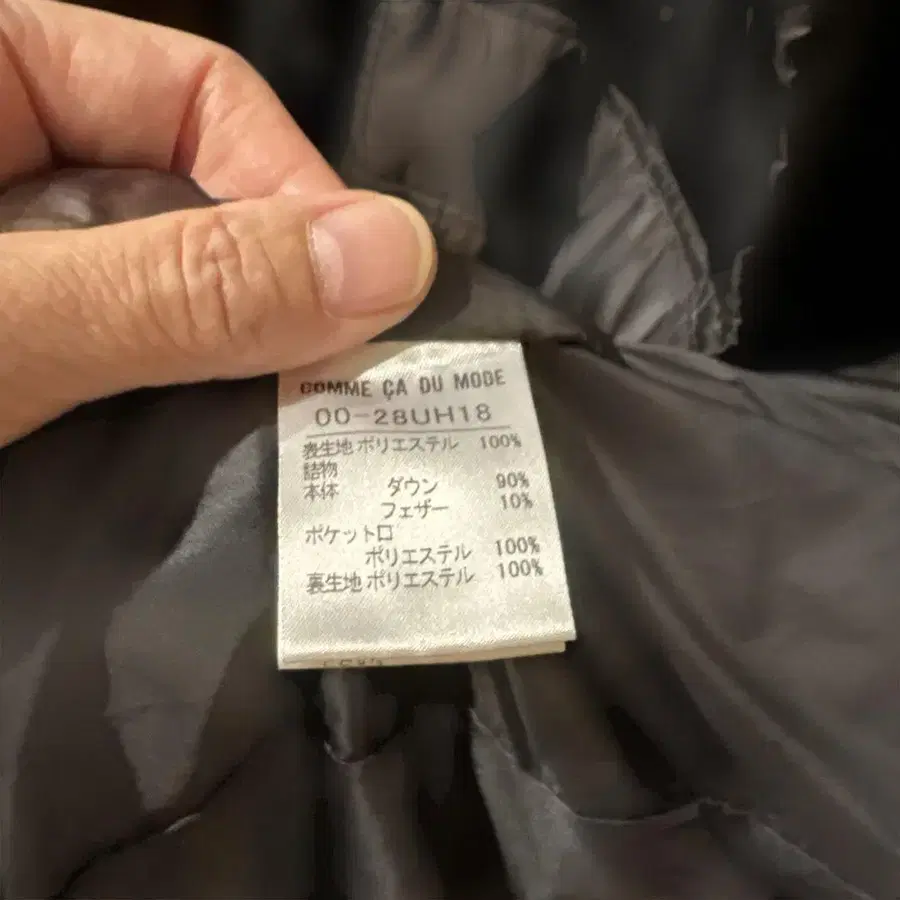 COMME ÇA DU MODE
00-28UH18
表生地 ポリエステル 100%
詰物
本体 ダウン 90%
フェザー 10%
ポケット口
ポリエステル 100%
裏生地 ポリエステル 100%